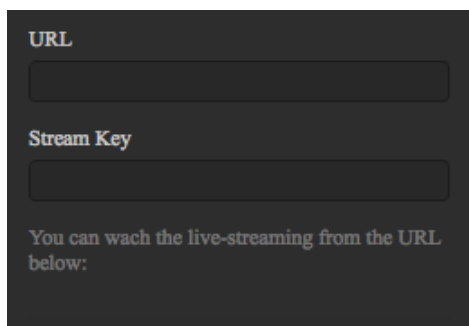 URL
Stream Key
You can wach the live-streaming from the URL
below: